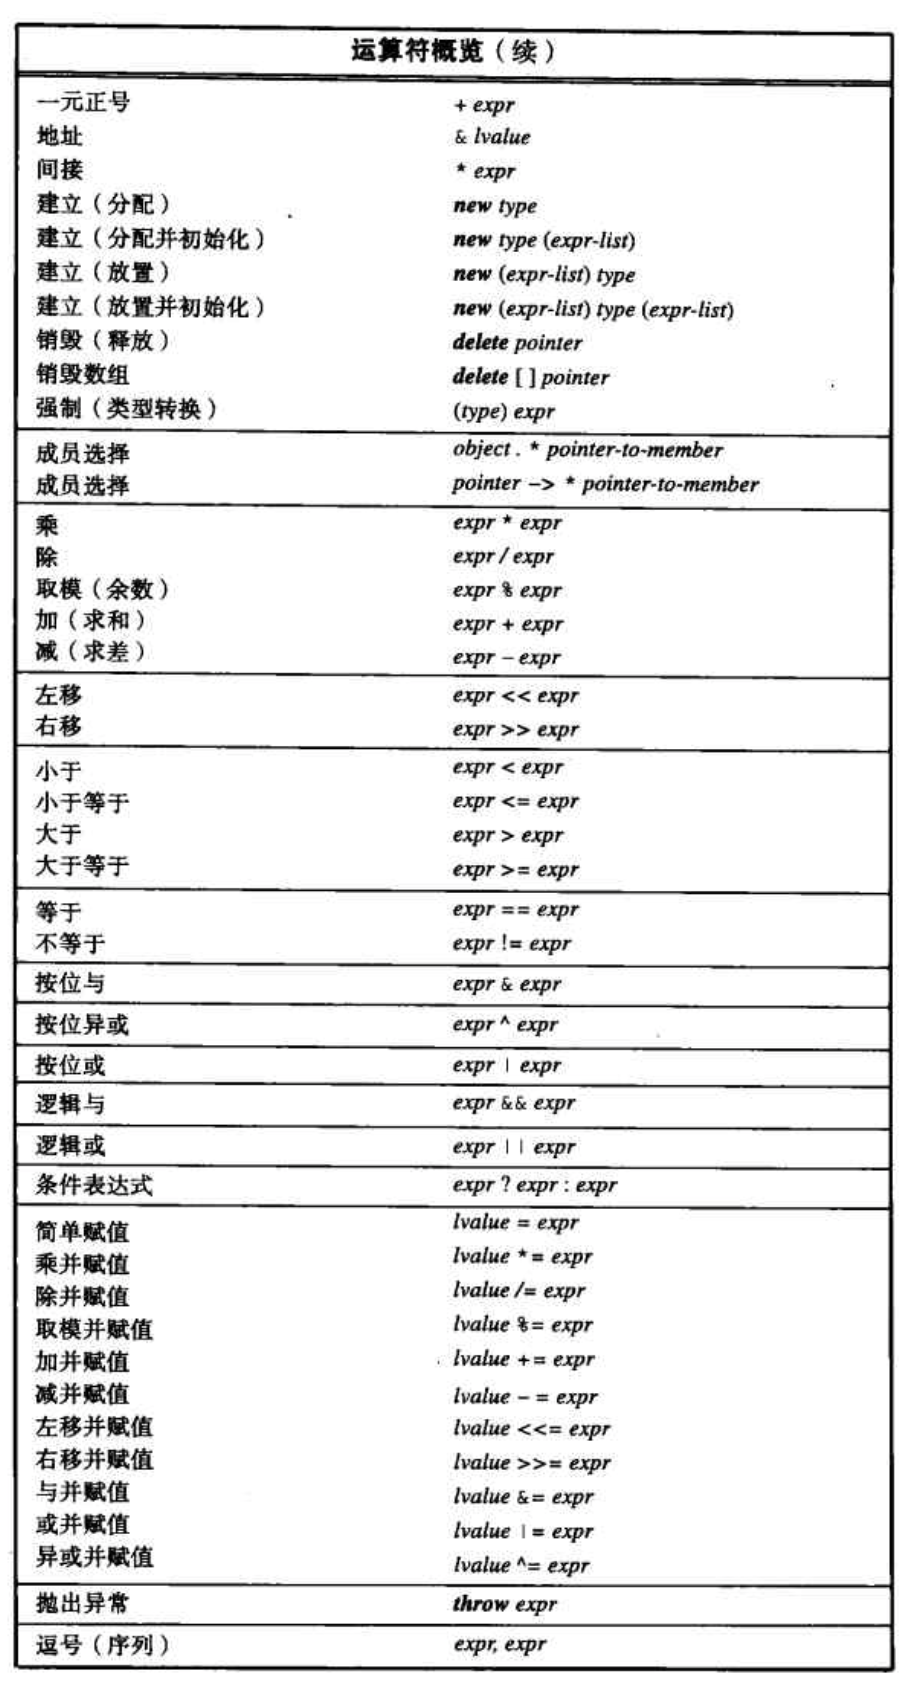 运算符概览（续）
一元正号 + expr
地址 & lvalue
间接 * expr
建立（分配） new type
建立（分配并初始化） new type (expr-list)
建立（放置） new (expr-list) type
建立（放置并初始化） new (expr-list) type (expr-list)
销毁（释放） delete pointer
销毁数组 delete [ ] pointer
强制（类型转换） (type) expr
成员选择 object . * pointer-to-member
成员选择 pointer -> * pointer-to-member
乘 expr * expr
除 expr / expr
取模（余数） expr % expr
加（求和） expr + expr
减（求差） expr – expr
左移 expr << expr
右移 expr >> expr
小于 expr < expr
小于等于 expr <= expr
大于 expr > expr
大于等于 expr >= expr
等于 expr == expr
不等于 expr != expr
按位与 expr & expr
按位异或 expr ^ expr
按位或 expr | expr
逻辑与 expr && expr
逻辑或 expr | | expr
条件表达式 expr ? expr : expr
简单赋值 lvalue = expr
乘并赋值 lvalue *= expr
除并赋值 lvalue /= expr
取模并赋值 lvalue %= expr
加并赋值 lvalue += expr
减并赋值 lvalue – = expr
左移并赋值 lvalue <<= expr
右移并赋值 lvalue >>= expr
与并赋值 lvalue &= expr
或并赋值 lvalue |= expr
异或并赋值 lvalue ^= expr
抛出异常 throw expr
逗号（序列） expr, expr